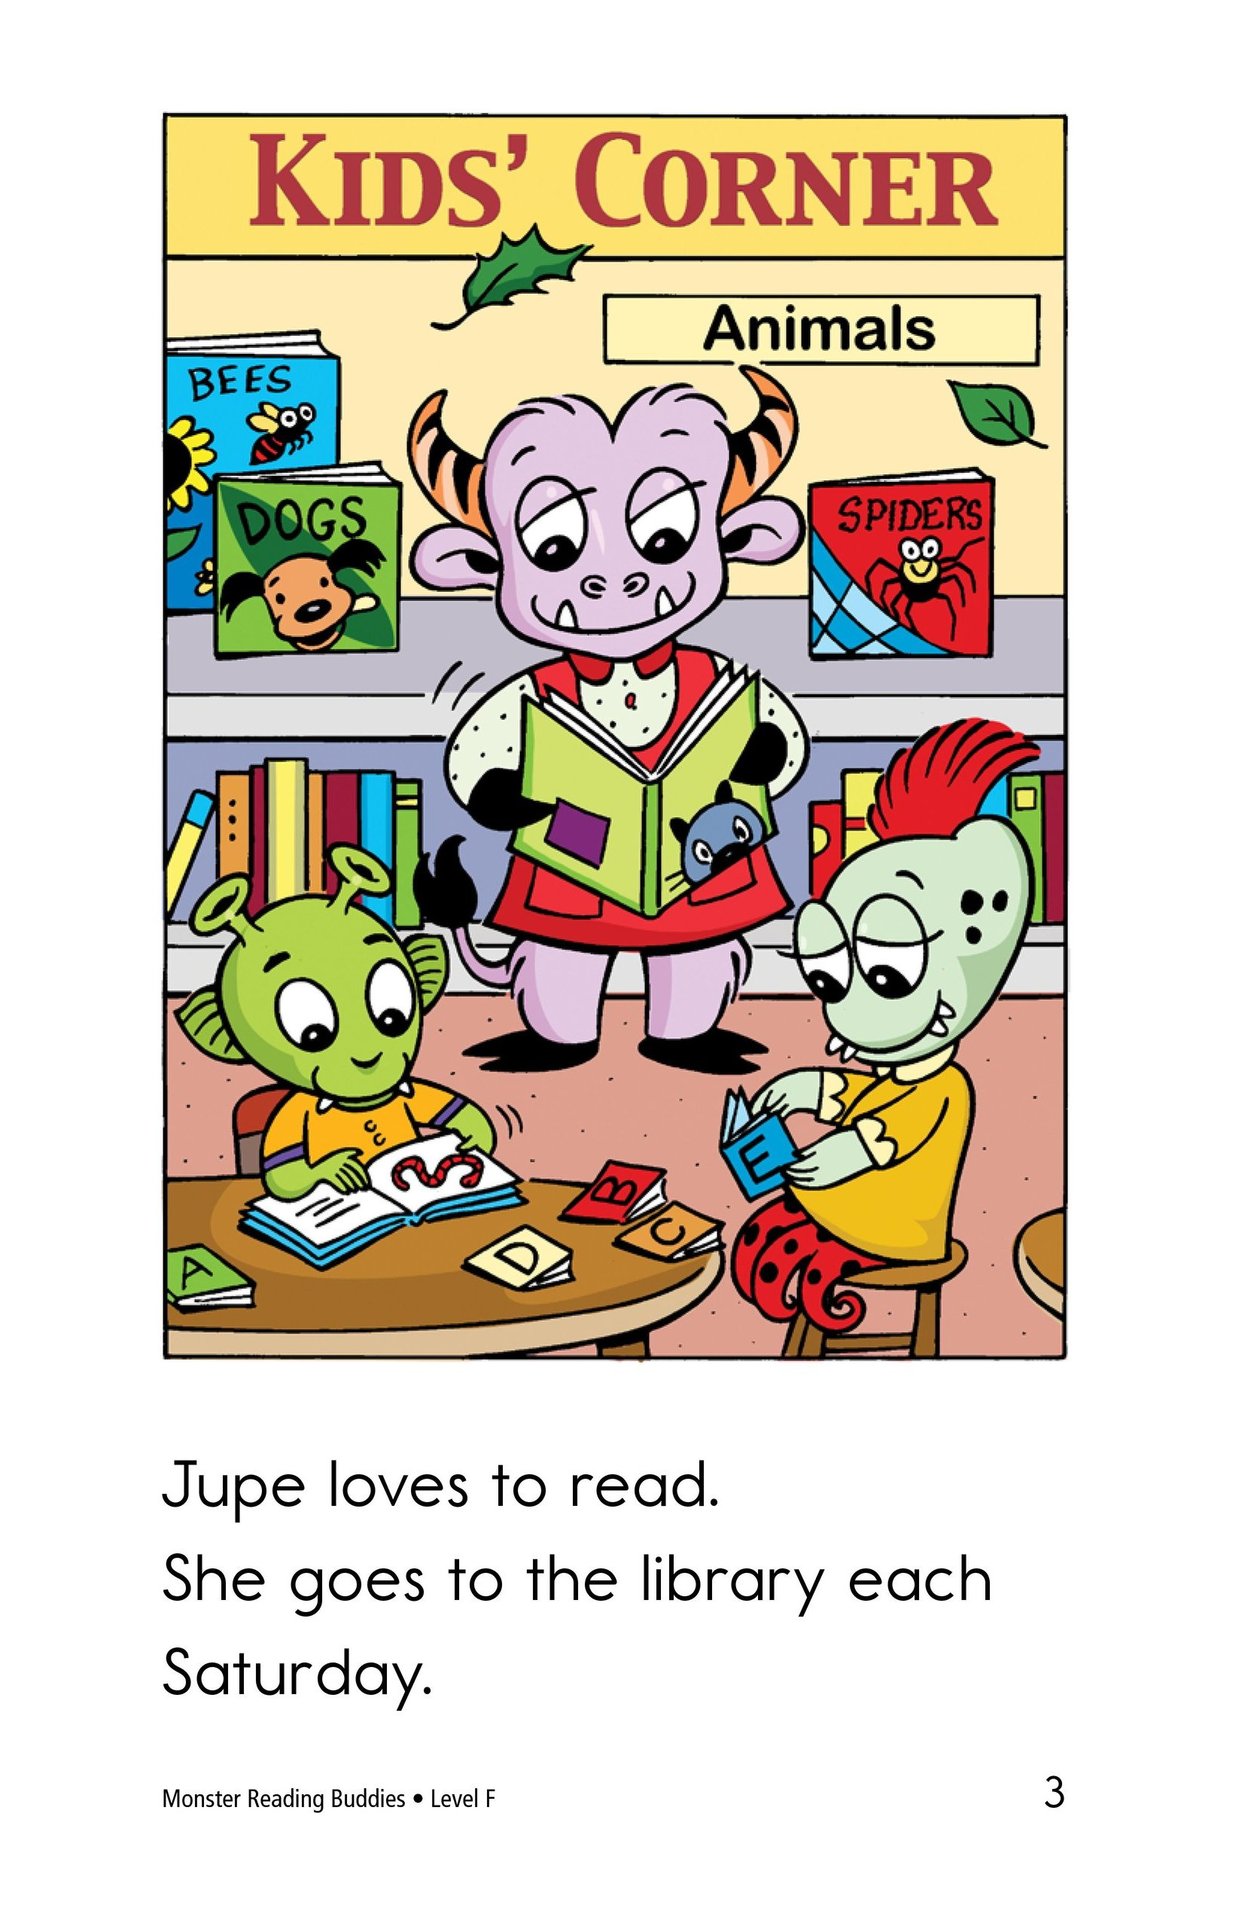 KIDS' CORNER
Animals
BEES
DOGS
SPIDERS
E
B
C
D
A
Jupe loves to read.
She goes to the library each
Saturday.
Monster Reading Buddies • Level F
3